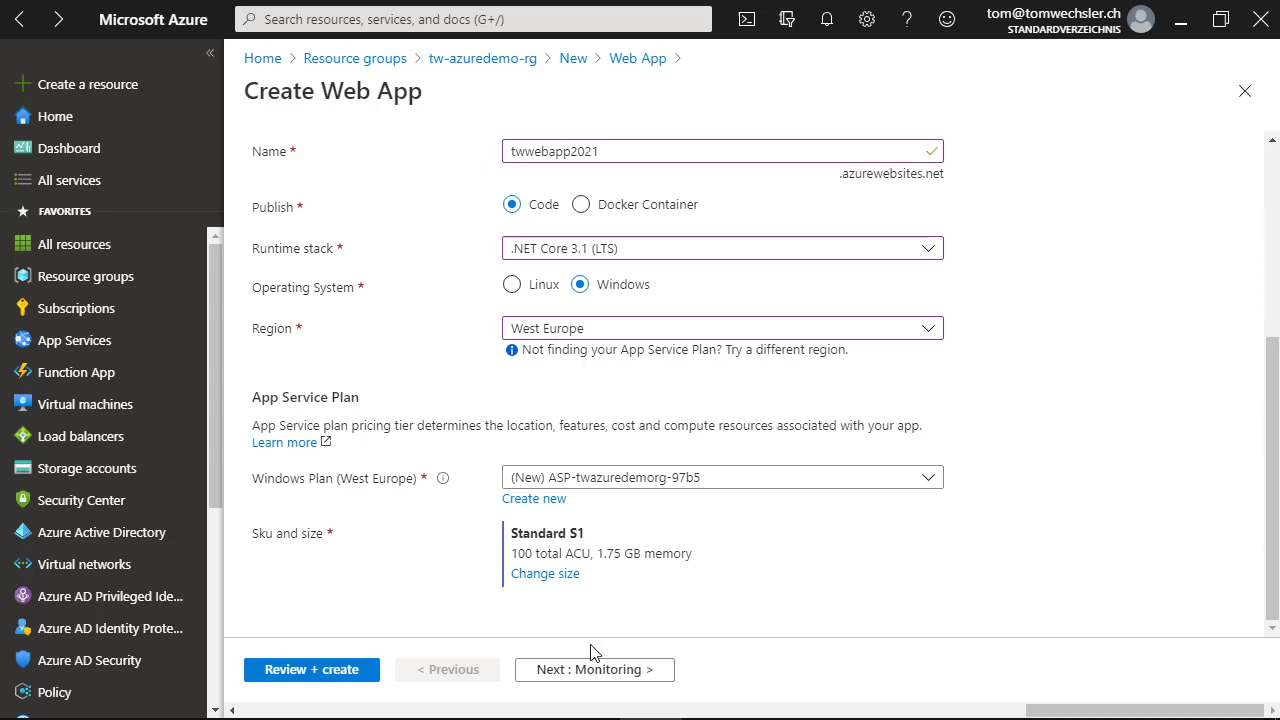 Microsoft Azure
Search resources, services, and docs (G+/)
tom@tomwechsler.ch
STANDARDVERZEICHNIS
«
Create a resource
Home
Dashboard
All services
FAVORITES
All resources
Resource groups
Subscriptions
App Services
Function App
Virtual machines
Load balancers
Storage accounts
Security Center
Azure Active Directory
Virtual networks
Azure AD Privileged Ide...
Azure AD Identity Prote...
Azure AD Security
Policy
Home > Resource groups > tw-azuredemo-rg > New > Web App >
Create Web App
Name * twwebapp2021
.azurewebsites.net
Publish * Code Docker Container
Runtime stack * .NET Core 3.1 (LTS)
Operating System * Linux Windows
Region * West Europe
Not finding your App Service Plan? Try a different region.
App Service Plan
App Service plan pricing tier determines the location, features, cost and compute resources associated with your app.
Learn more
Windows Plan (West Europe) * (New) ASP-twazuredemorg-97b5
Create new
Sku and size * Standard S1
100 total ACU, 1.75 GB memory
Change size
Review + create < Previous Next : Monitoring >